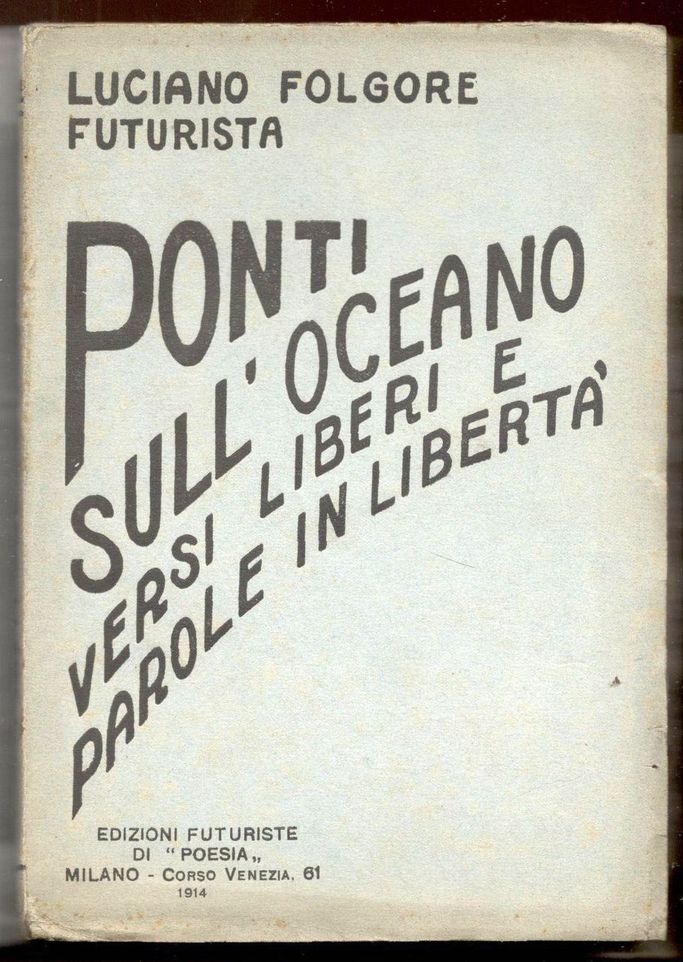 LUCIANO FOLGORE
FUTURISTA
PONTI
SULL'OCEANO
VERSI LIBERI E
PAROLE IN LIBERTA'
EDIZIONI FUTURISTE
DI “ POESIA „
MILANO - CORSO VENEZIA, 61
1914